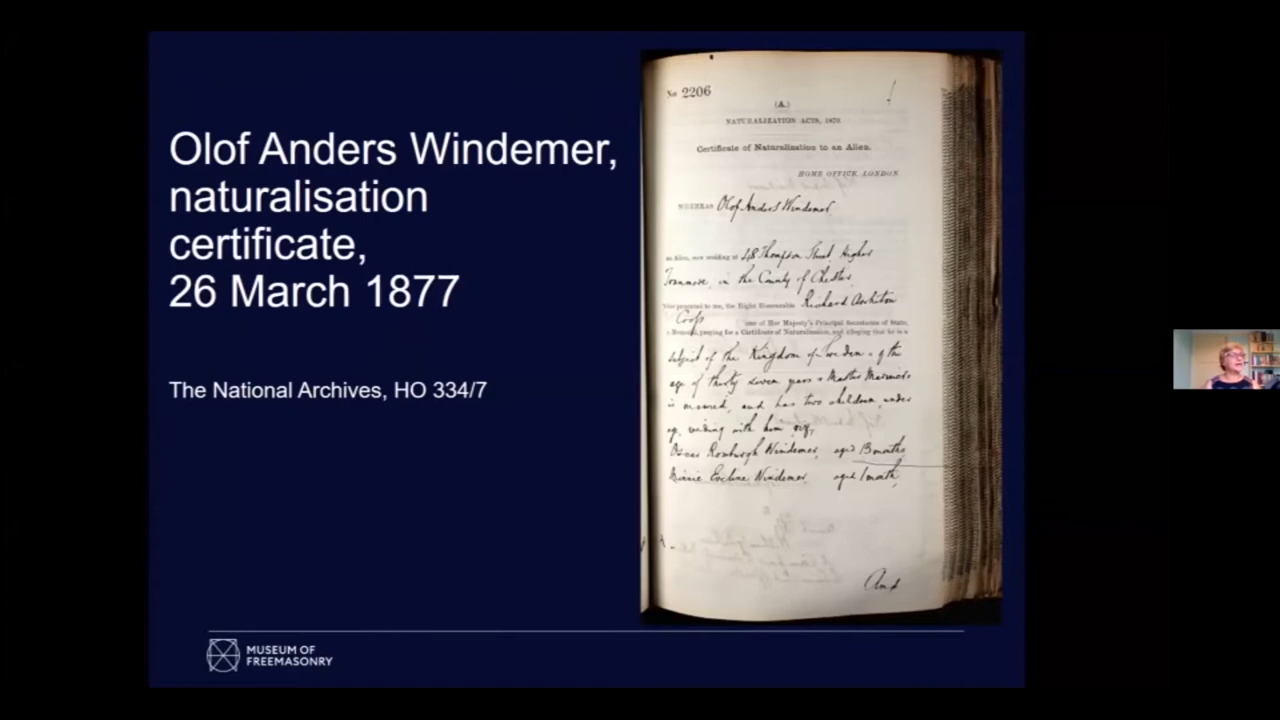 Olof Anders Windemer,
naturalisation
certificate,
26 March 1877
The National Archives, HO 334/7
No 2206
(A.)
NATURALIZATION ACTS, 1870.
Certificate of Naturalization to an Alien.
HOME OFFICE, LONDON.
WHEREAS Olof Anders Windemer
an Alien, now residing at 48 Thompson Street, Higher
Tranmere, in the County of Chester,
presented to me, the Right Honourable Richard Assheton
Cross one of Her Majesty's Principal Secretaries of State,
a Memorial, praying for a Certificate of Naturalization, and alleging that he is a
subject of the Kingdom of Sweden of the
age of thirty seven years a Master Mariner
is married, and has two children under
age residing with him viz,
Oscar Roxburgh Windemer, aged 13 months
Minnie Eveline Windemer aged 1 month,
And
MUSEUM OF
FREEMASONRY